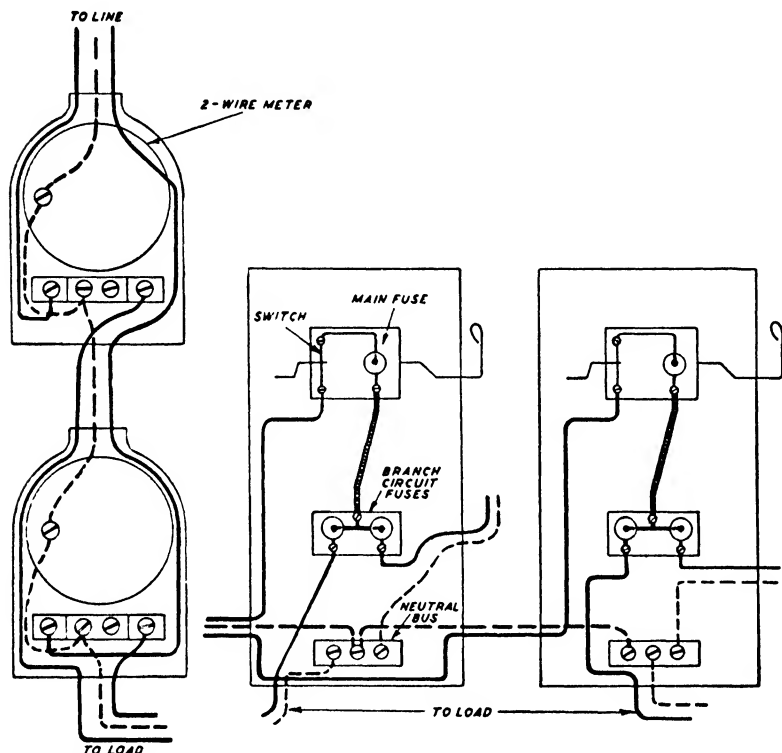 TO LINE
2-WIRE METER
MAIN FUSE
SWITCH
BRANCH
CIRCUIT
FUSES
NEUTRAL
BUS
TO LOAD
TO LOAD